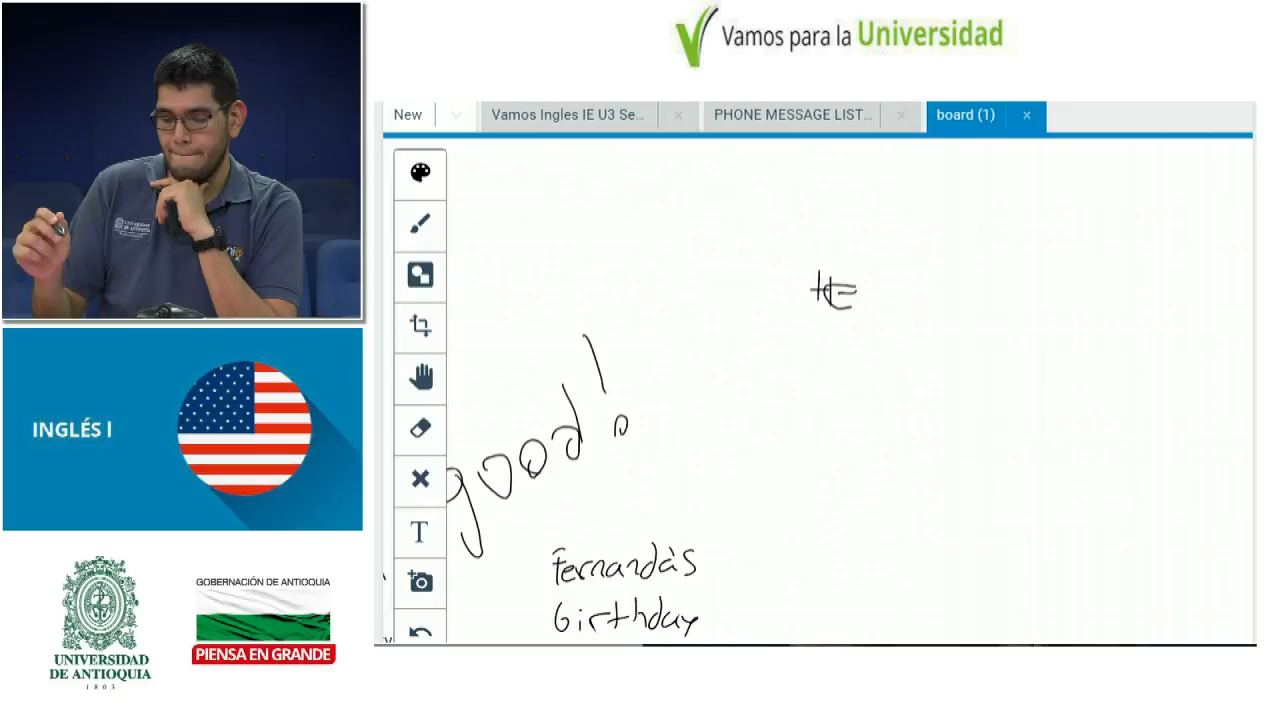 Vamos para la Universidad
New
Vamos Ingles IE U3 Se...
PHONE MESSAGE LIST...
board (1)
good!
Fernanda's
birthday
T
INGLÉS I
UNIVERSIDAD
DE ANTIOQUIA
1803
GOBERNACIÓN DE ANTIOQUIA
PIENSA EN GRANDE